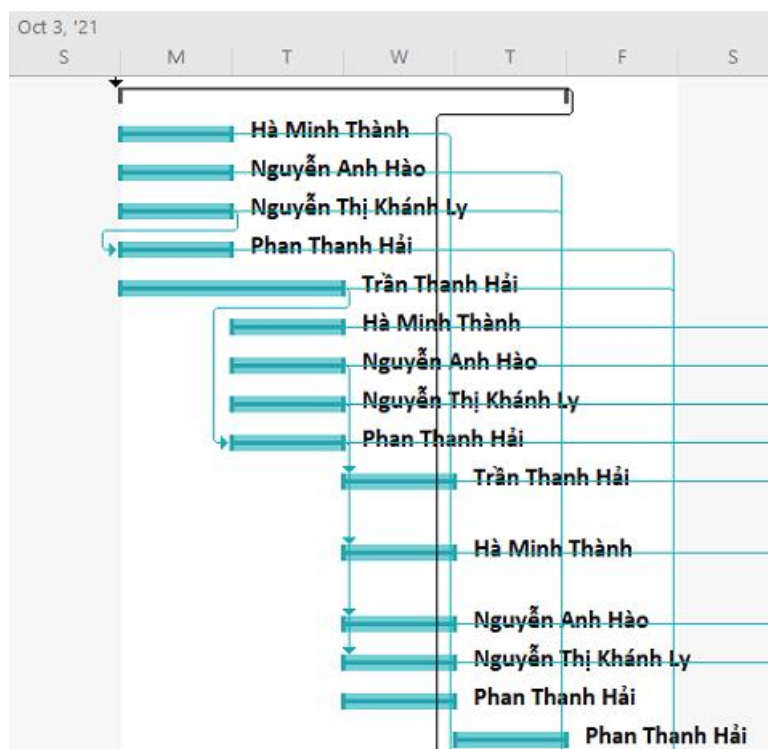 Oct 3, '21
S M T W T F S
Hà Minh Thành
Nguyễn Anh Hào
Nguyễn Thị Khánh Ly
Phan Thanh Hải
Trần Thanh Hải
Hà Minh Thành
Nguyễn Anh Hào
Nguyễn Thị Khánh Ly
Phan Thanh Hải
Trần Thanh Hải
Hà Minh Thành
Nguyễn Anh Hào
Nguyễn Thị Khánh Ly
Phan Thanh Hải
Phan Thanh Hải